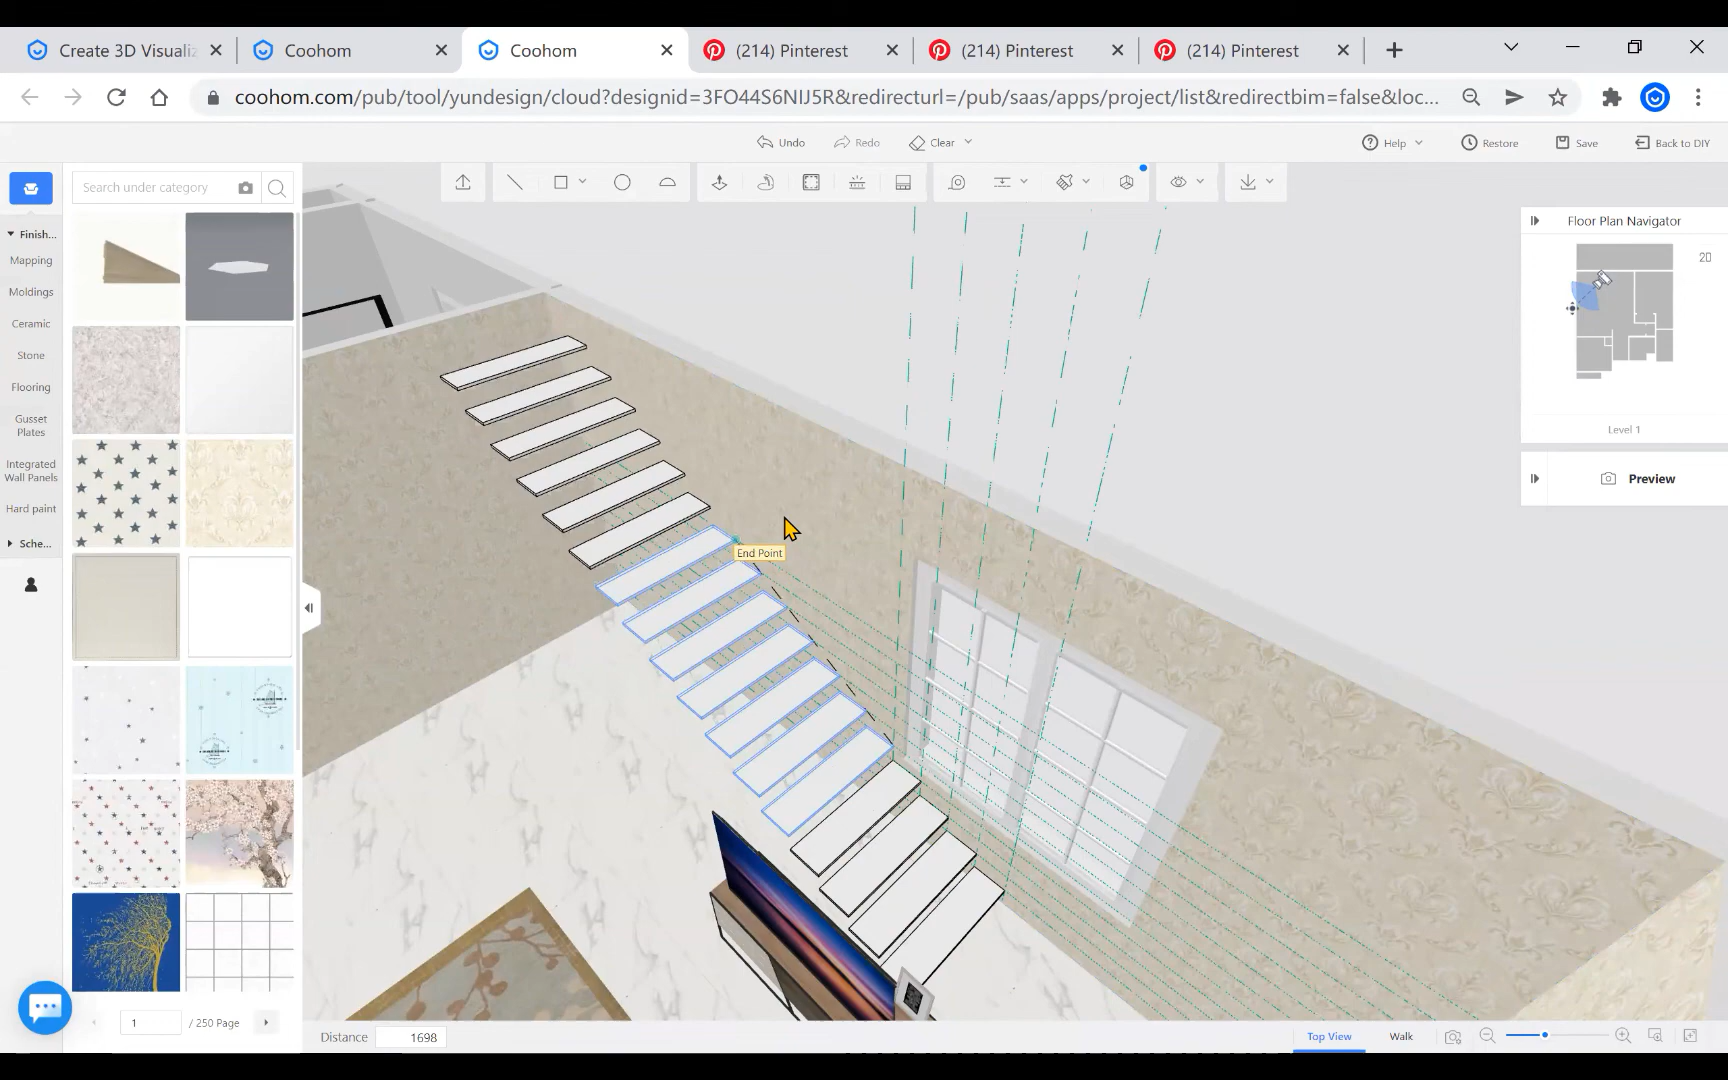 Create 3D Visualiz
Coohom
Coohom
(214) Pinterest
(214) Pinterest
(214) Pinterest
coohom.com/pub/tool/yundesign/cloud?designid=3FO44S6NIJ5R&redirecturl=/pub/saas/apps/project/list&redirectbim=false&loc...
Undo
Redo
Clear
Help
Restore
Save
Back to DIY
Search under category
Finish...
Mapping
Moldings
Ceramic
Stone
Flooring
Gusset
Plates
Integrated
Wall Panels
Hard paint
Sche...
Floor Plan Navigator
2D
Level 1
Preview
End Point
1
/ 250 Page
Distance
1698
Top View
Walk